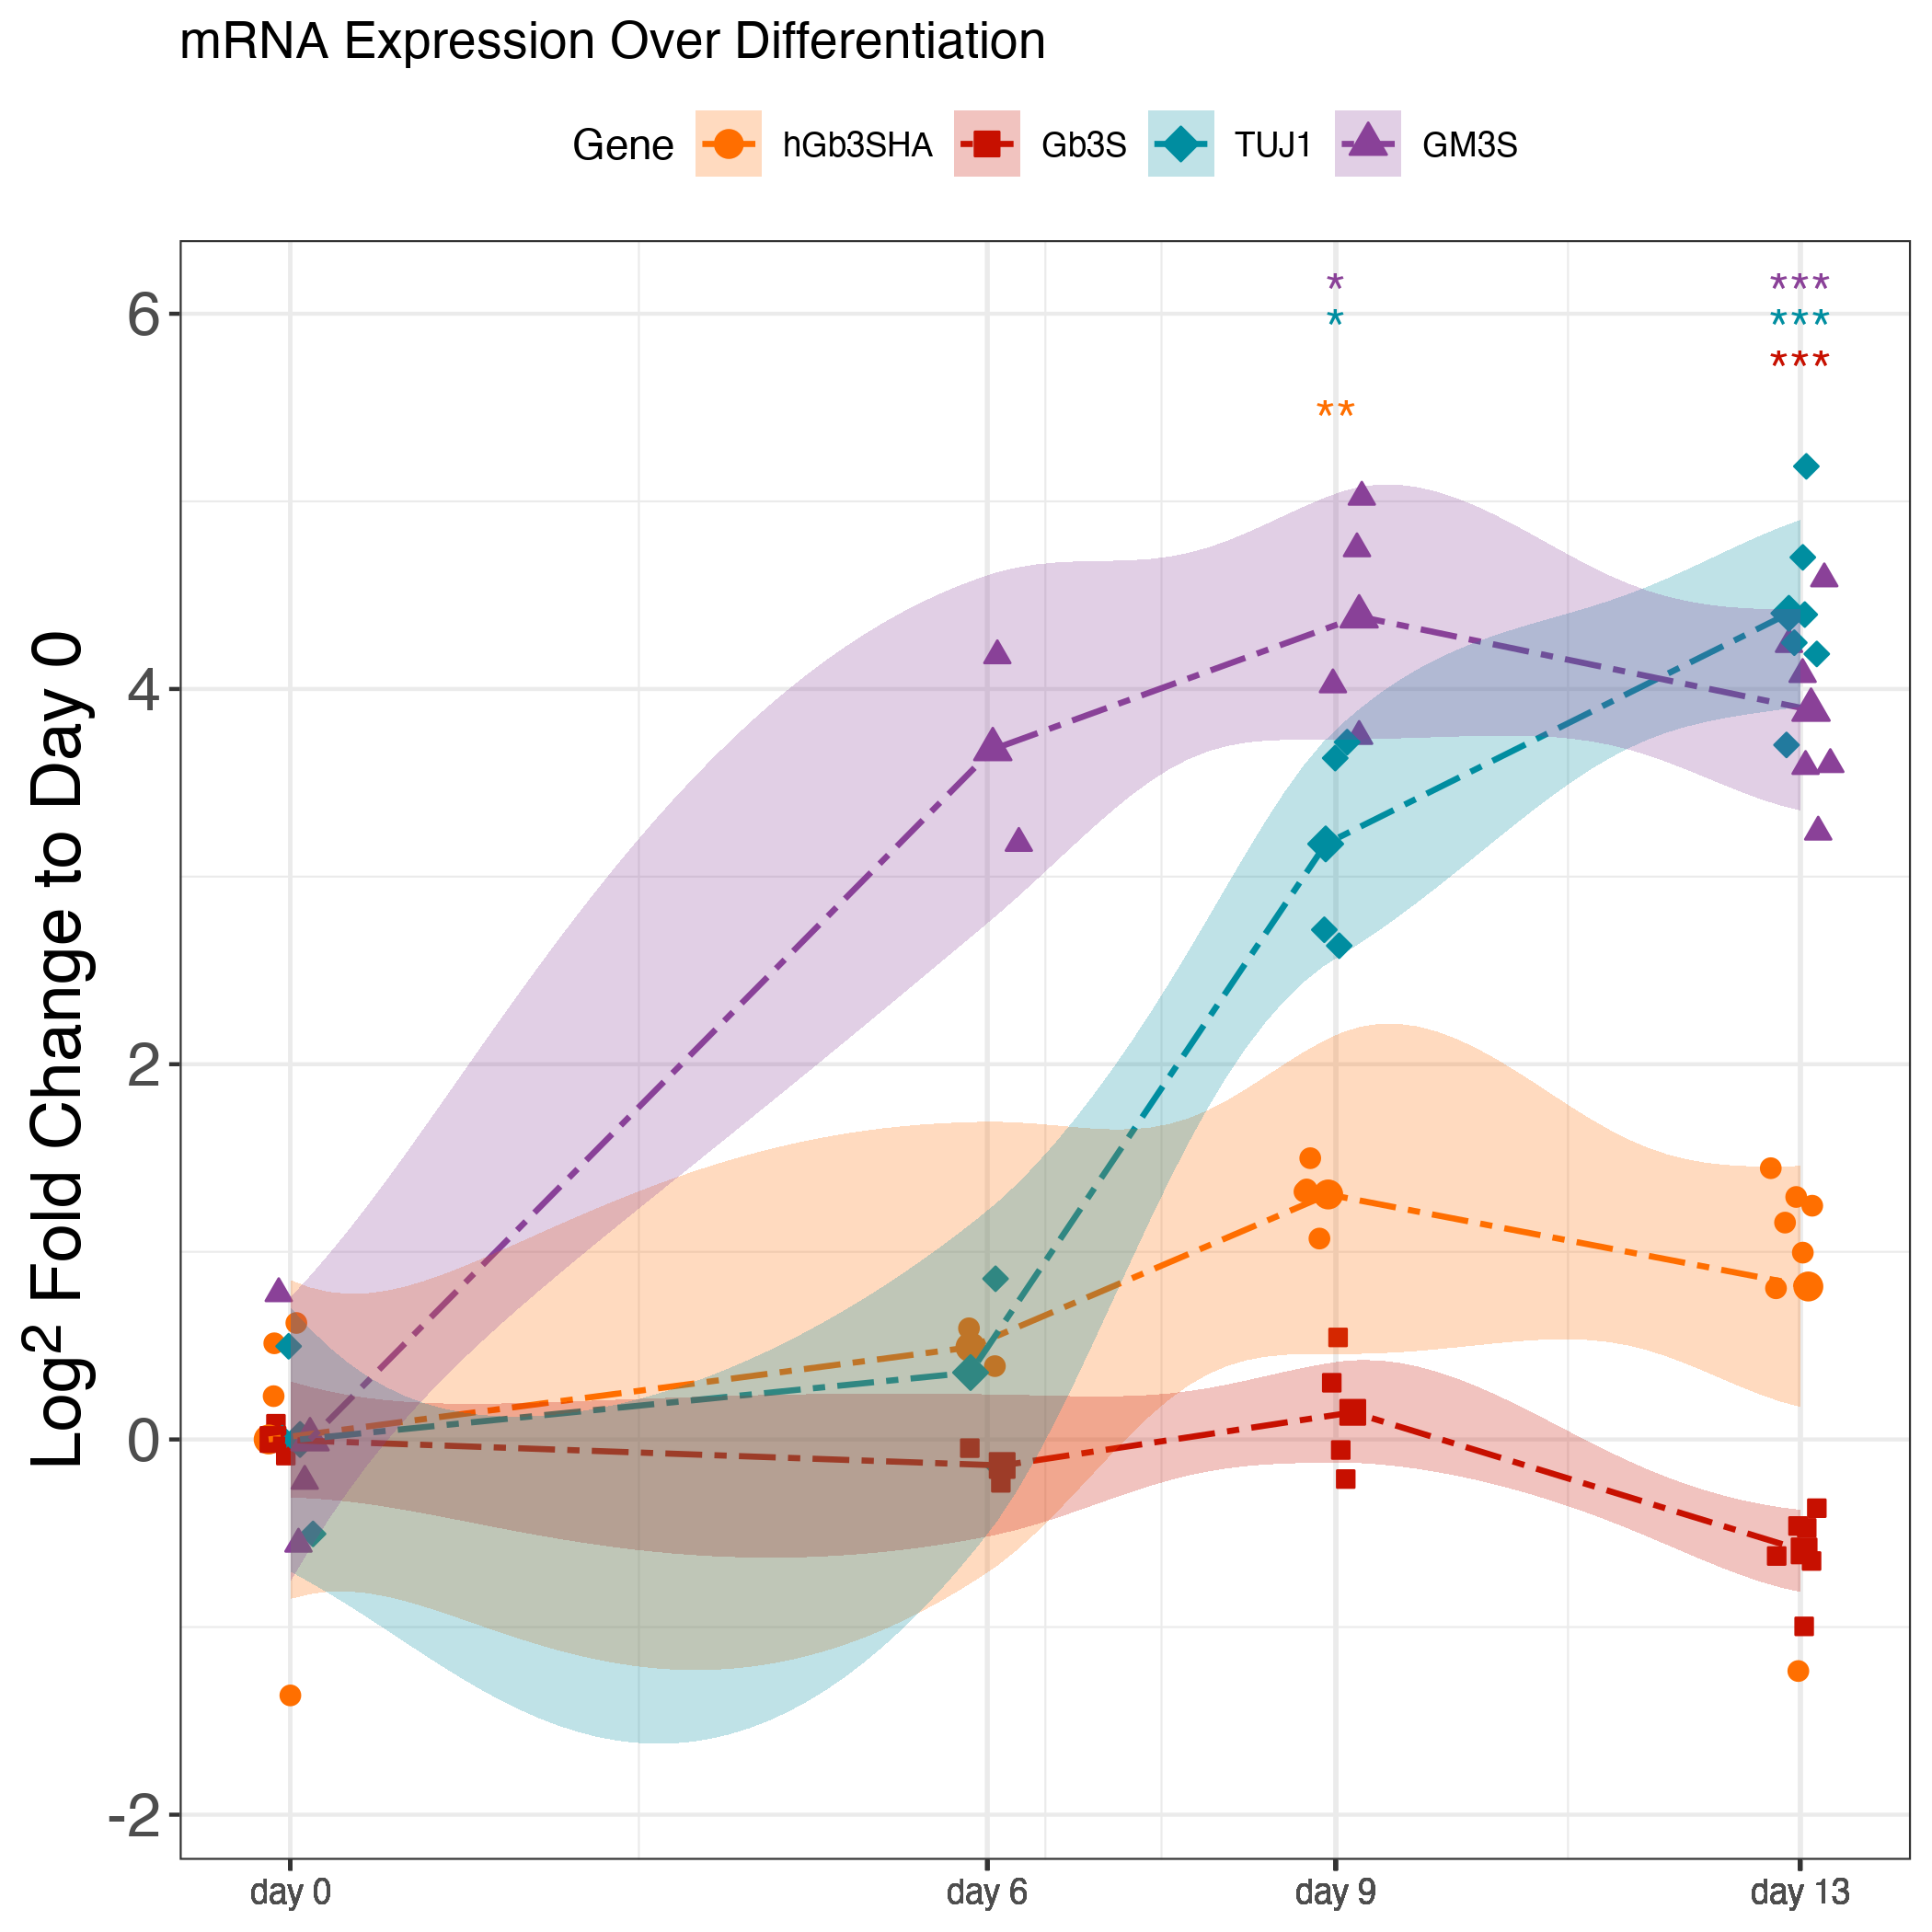 mRNA Expression Over Differentiation
Gene hGb3SHA Gb3S TUJ1 GM3S
Log2 Fold Change to Day 0
6
4
2
0
-2
* ***
* ***
***
**
day 0 day 6 day 9 day 13